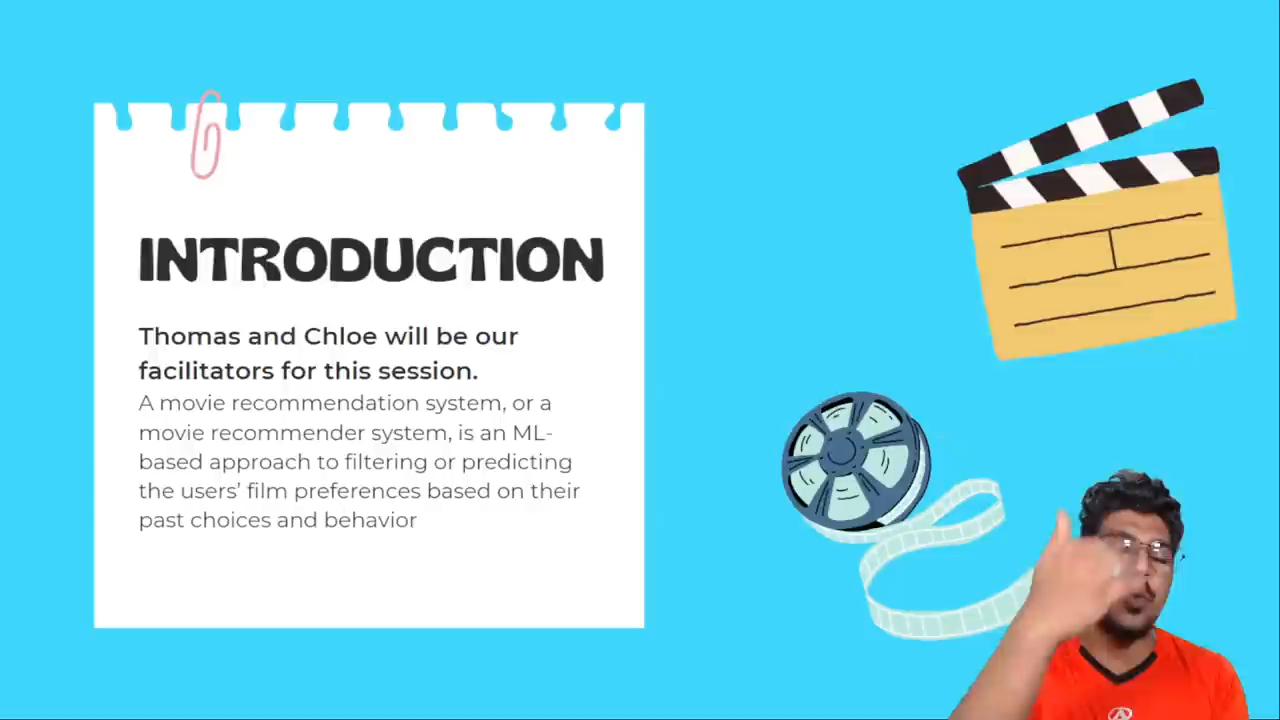 INTRODUCTION
Thomas and Chloe will be our
facilitators for this session.
A movie recommendation system, or a
movie recommender system, is an ML-
based approach to filtering or predicting
the users' film preferences based on their
past choices and behavior